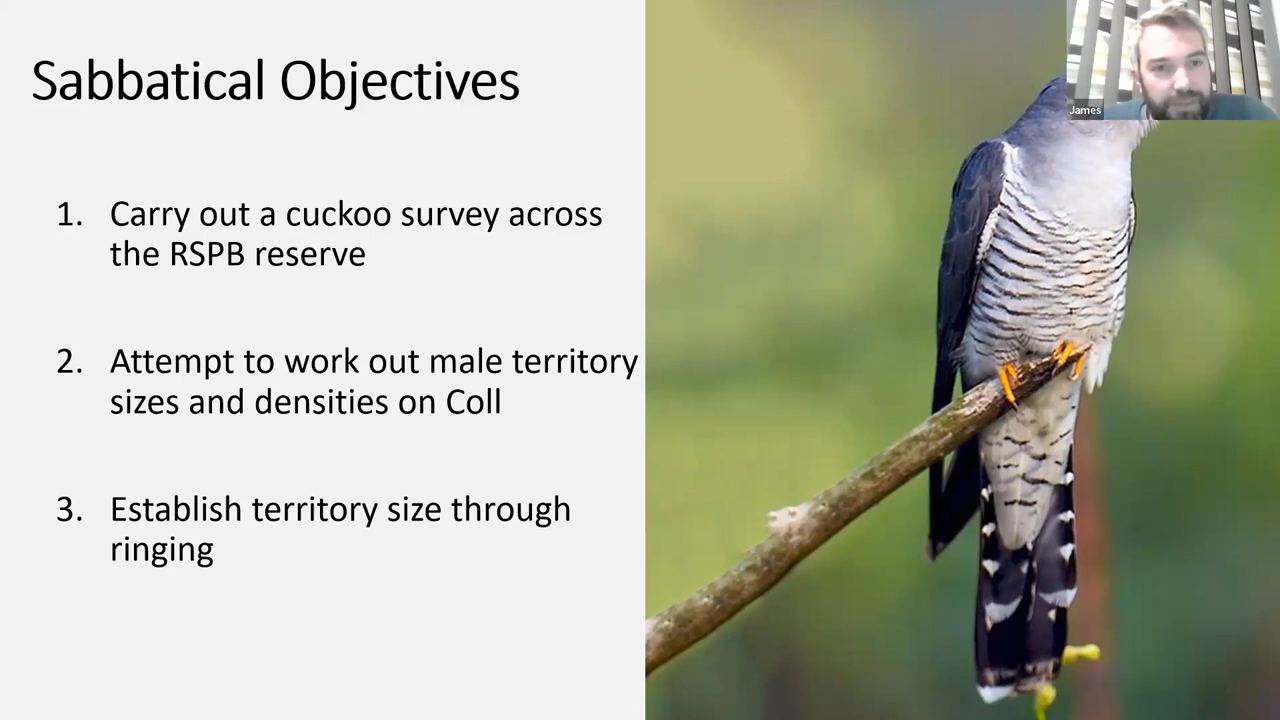 Sabbatical Objectives
1. Carry out a cuckoo survey across
the RSPB reserve
2. Attempt to work out male territory
sizes and densities on Coll
3. Establish territory size through
ringing
James